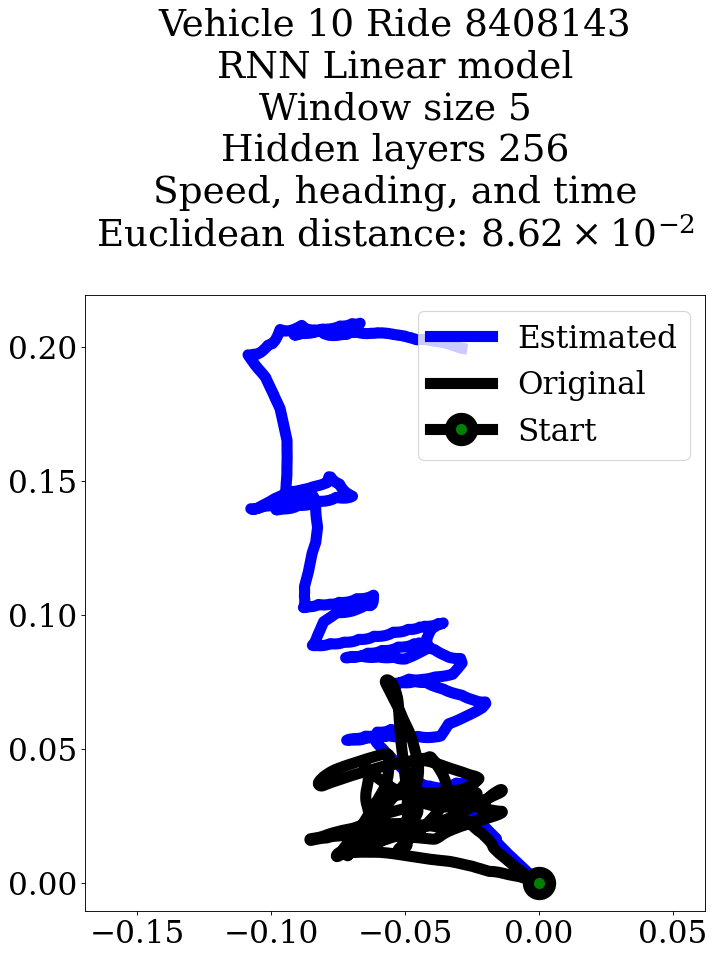 Vehicle 10 Ride 8408143
RNN Linear model
Window size 5
Hidden layers 256
Speed, heading, and time
Euclidean distance: 8.62 × 10⁻²
Estimated
Original
Start
0.20
0.15
0.10
0.05
0.00
−0.15 −0.10 −0.05 0.00 0.05